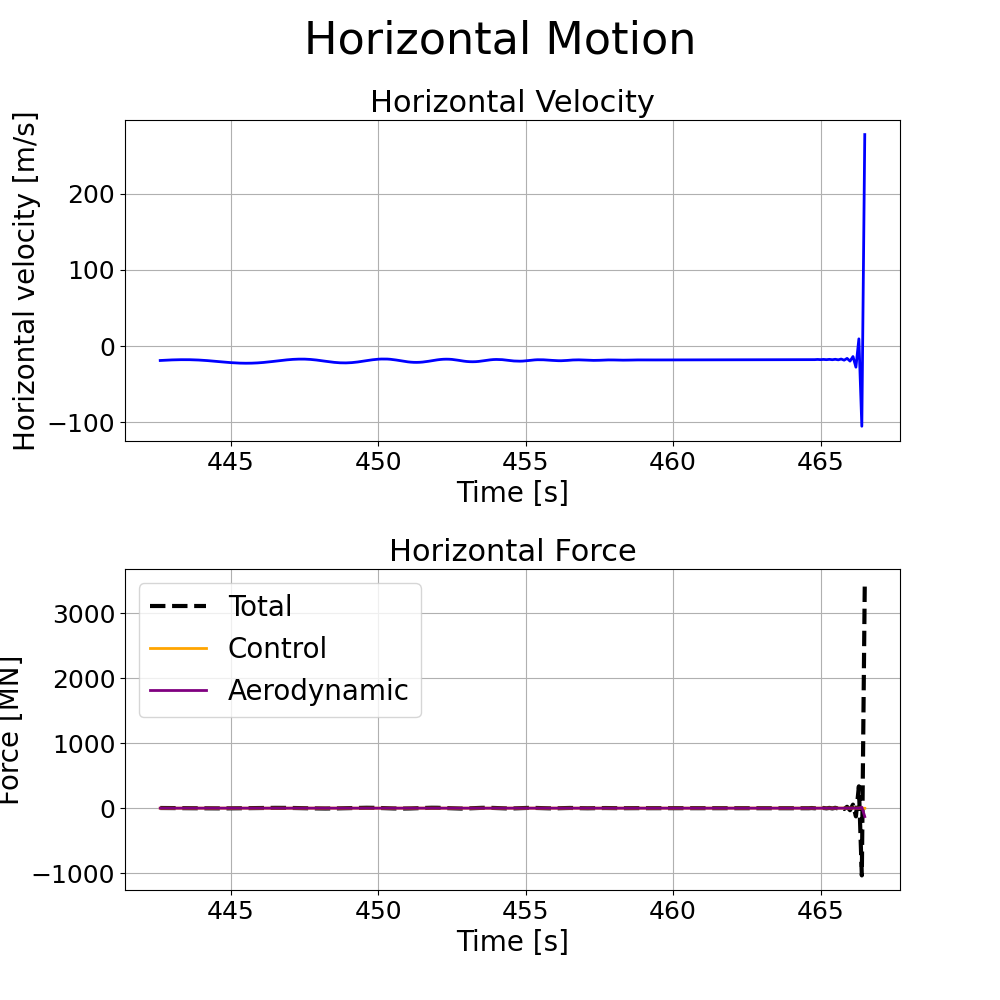 Horizontal Motion
Horizontal Velocity
Horizontal velocity [m/s]
200
100
0
−100
445 450 455 460 465
Time [s]
Horizontal Force
Force [MN]
3000
2000
1000
0
−1000
Total
Control
Aerodynamic
445 450 455 460 465
Time [s]